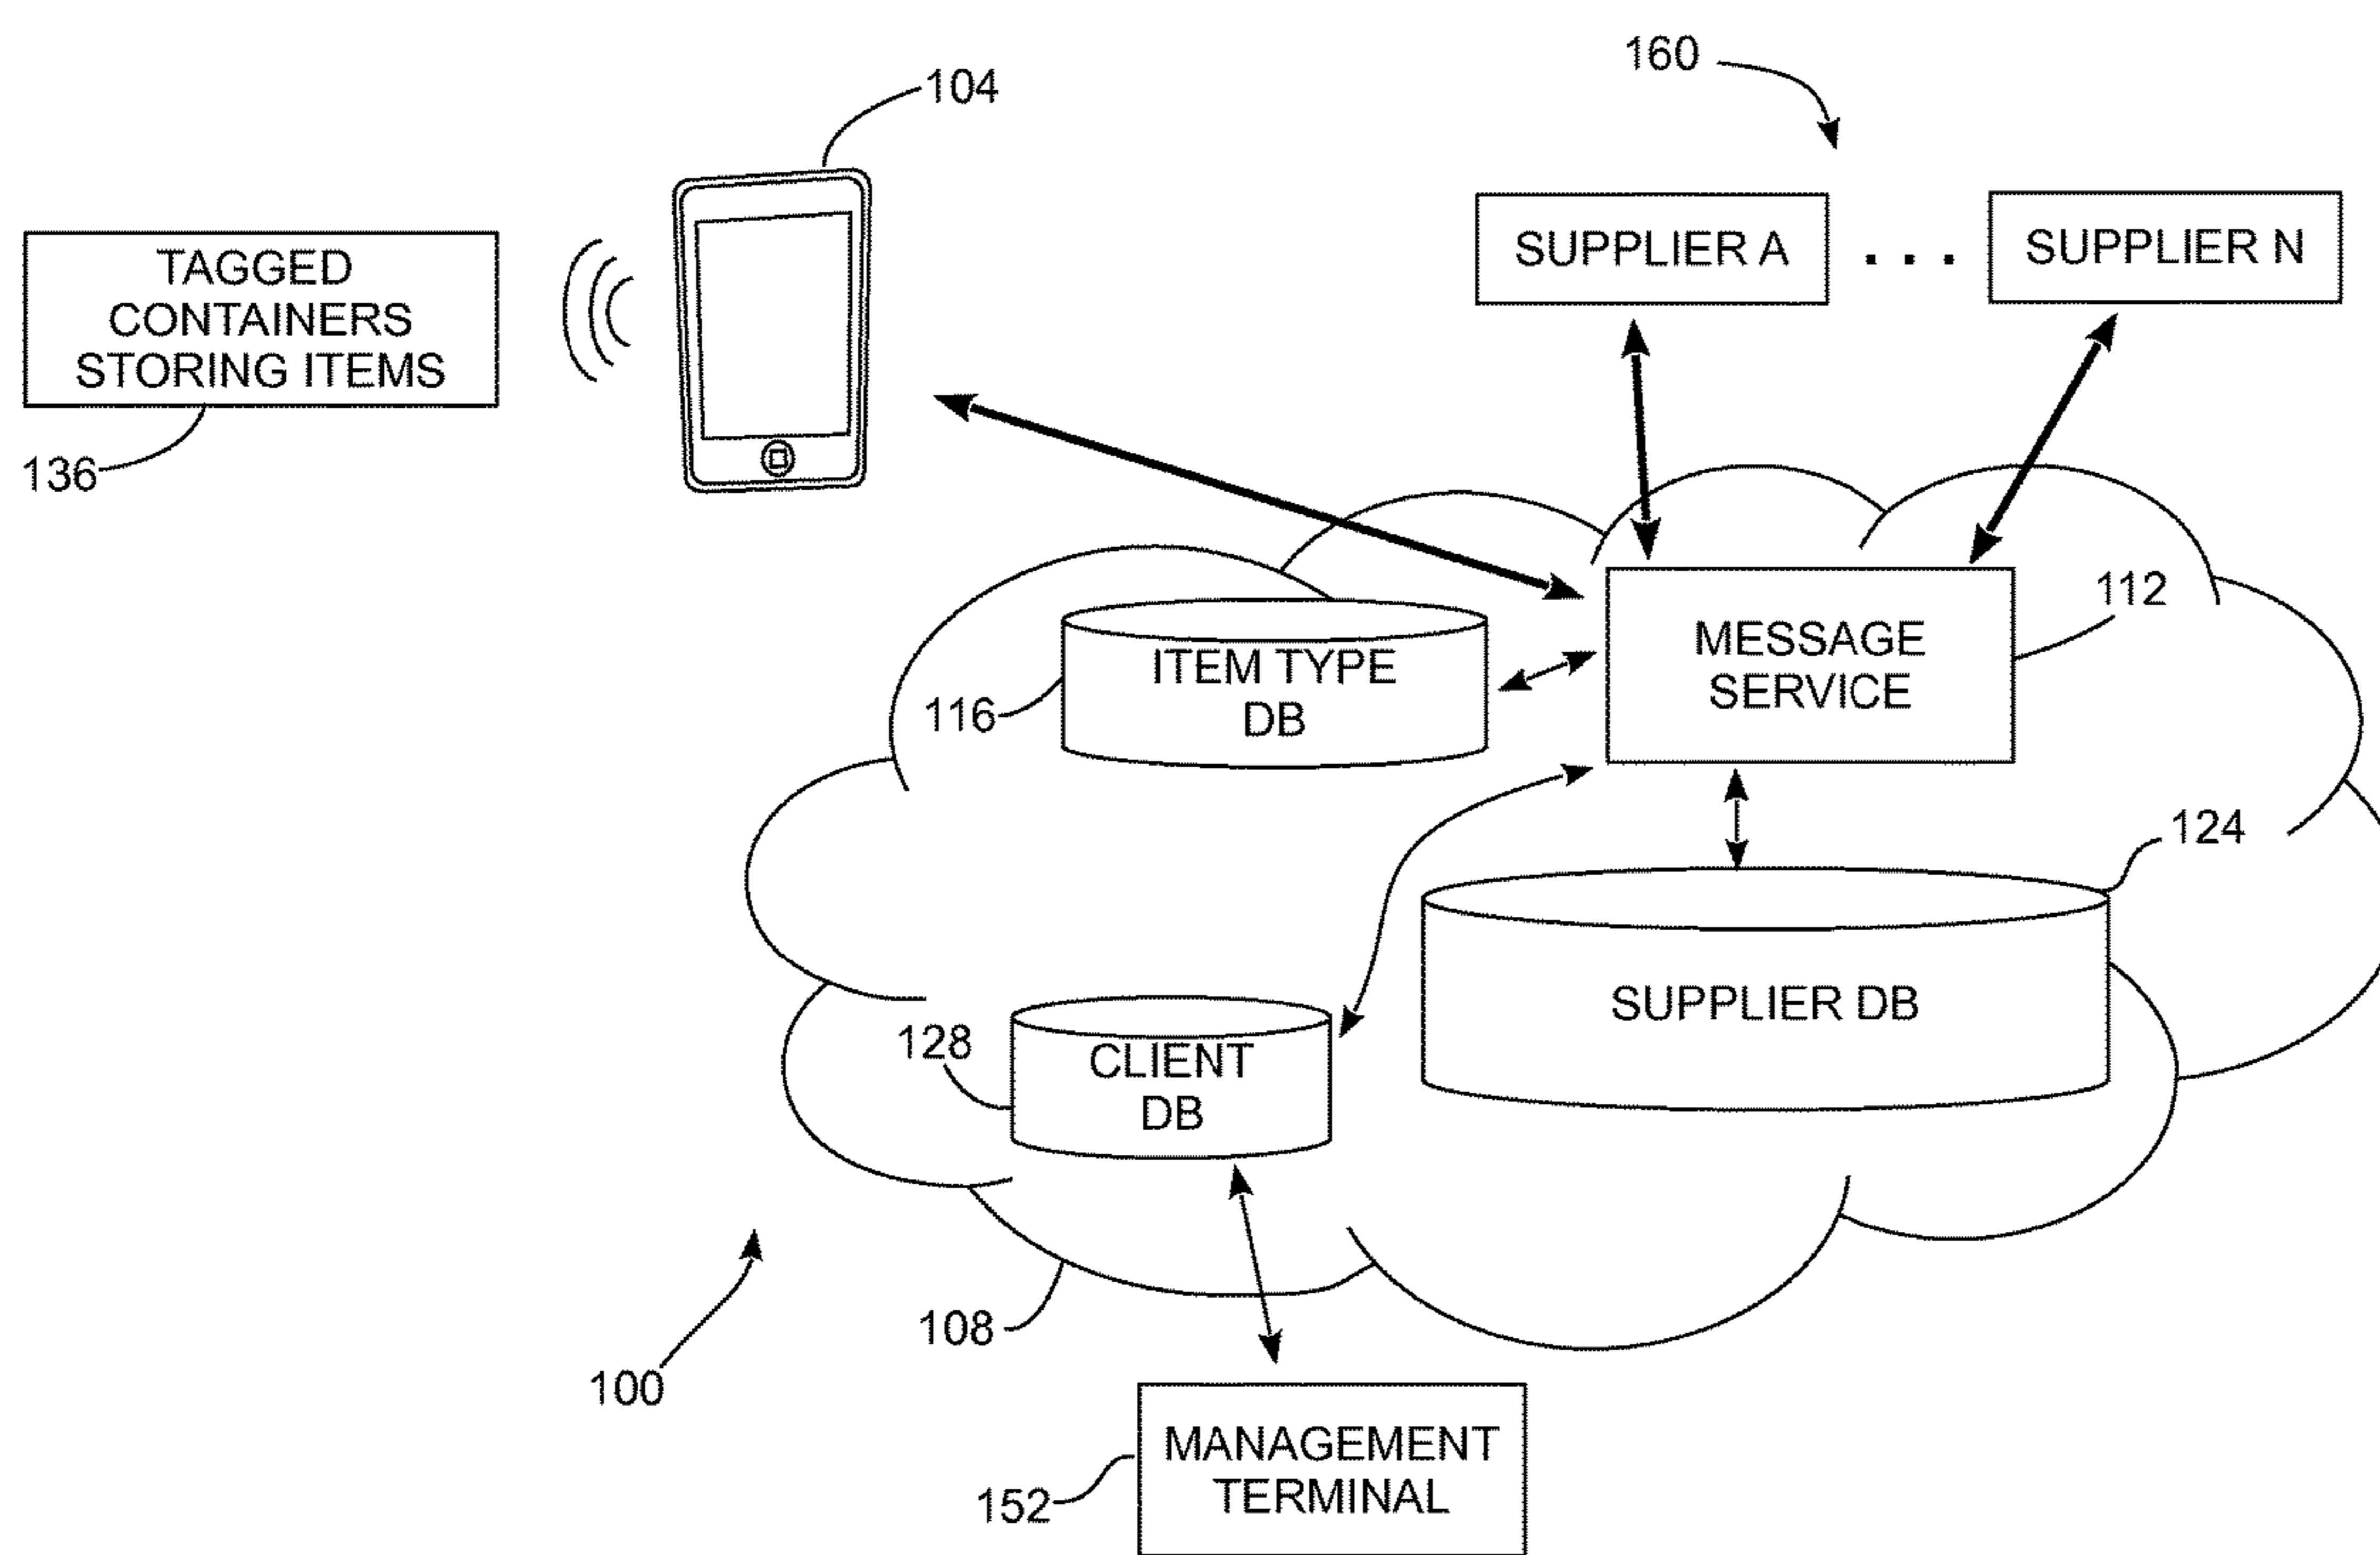 160
104
SUPPLIER A
. . .
SUPPLIER N
TAGGED
CONTAINERS
STORING ITEMS
136
112
MESSAGE
SERVICE
ITEM TYPE
DB
116
124
SUPPLIER DB
128
CLIENT
DB
108
100
MANAGEMENT
TERMINAL
152